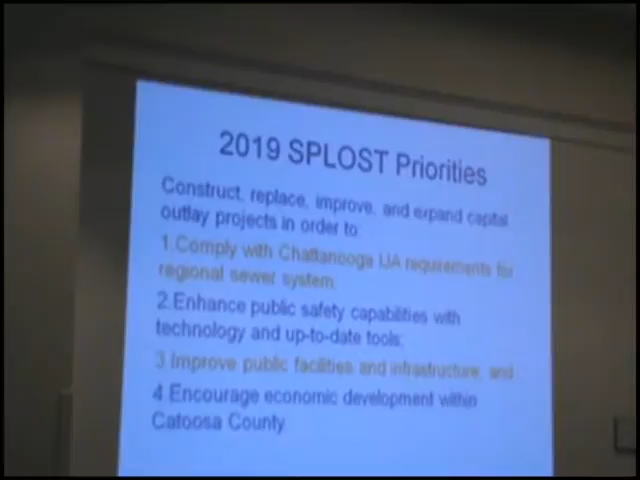 2019 SPLOST Priorities
Construct, replace, improve, and expand capital
outlay projects in order to:
1.Comply with Chattanooga IJA requirements for
regional sewer system;
2.Enhance public safety capabilities with
technology and up-to-date tools;
3.Improve public facilities and infrastructure; and
4.Encourage economic development within
Catoosa County